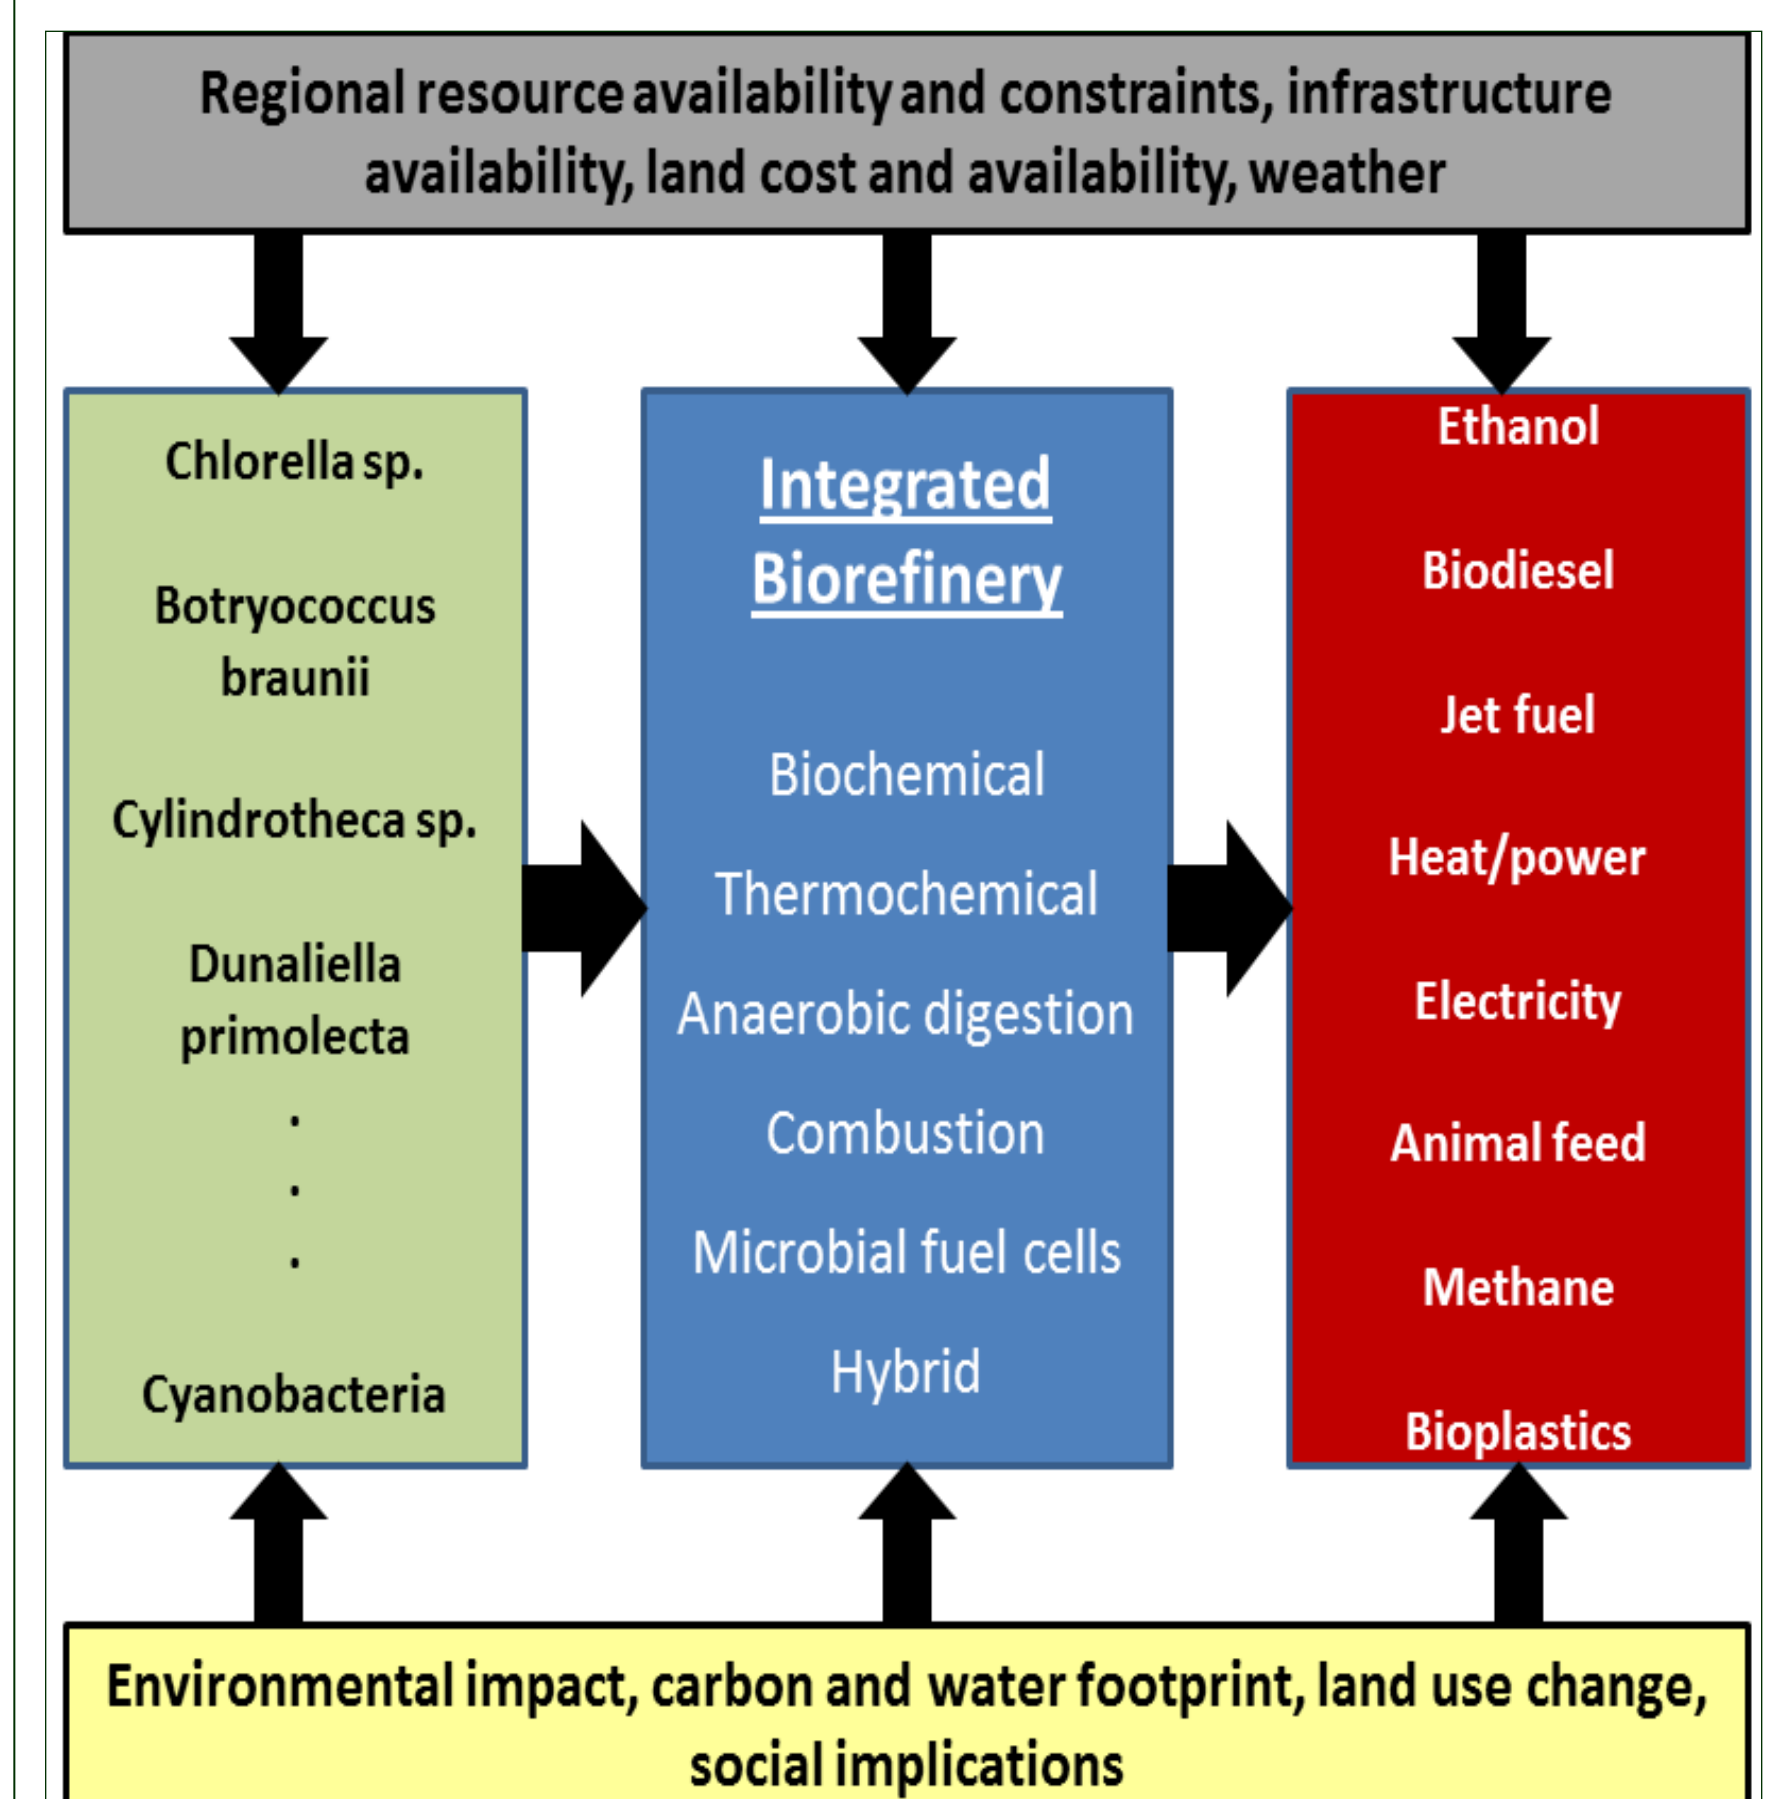 Regional resource availability and constraints, infrastructure
availability, land cost and availability, weather
Chlorella sp.
Botryococcus
braunii
Cylindrotheca sp.
Dunaliella
primolecta
.
.
.
Cyanobacteria
Integrated
Biorefinery
Biochemical
Thermochemical
Anaerobic digestion
Combustion
Microbial fuel cells
Hybrid
Ethanol
Biodiesel
Jet fuel
Heat/power
Electricity
Animal feed
Methane
Bioplastics
Environmental impact, carbon and water footprint, land use change,
social implications